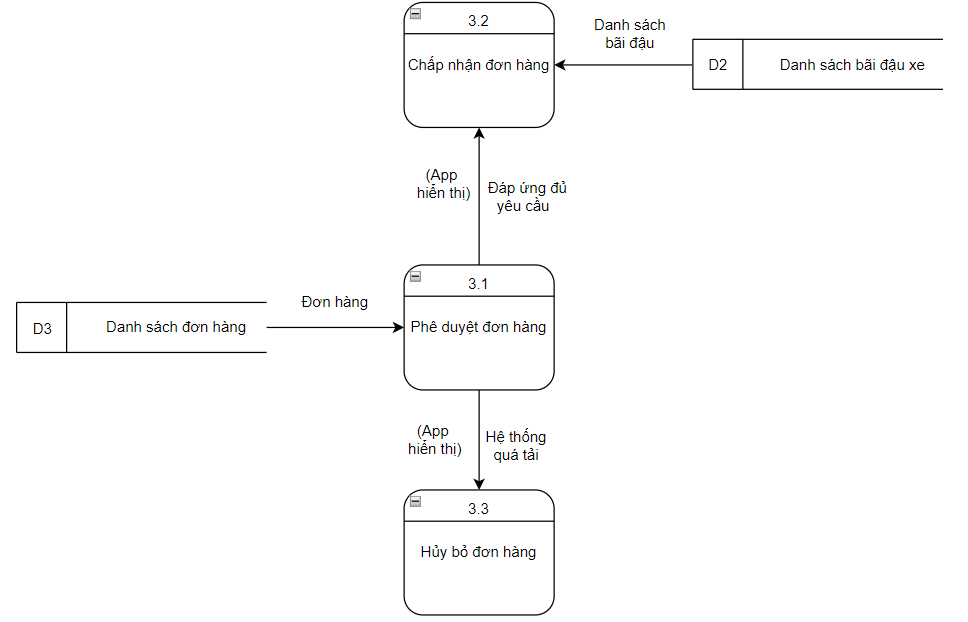 3.2
Chấp nhận đơn hàng
Danh sách
bãi đậu
D2
Danh sách bãi đậu xe
(App
hiển thị)
Đáp ứng đủ
yêu cầu
3.1
Phê duyệt đơn hàng
Đơn hàng
D3
Danh sách đơn hàng
(App
hiển thị)
Hệ thống
quá tải
3.3
Hủy bỏ đơn hàng